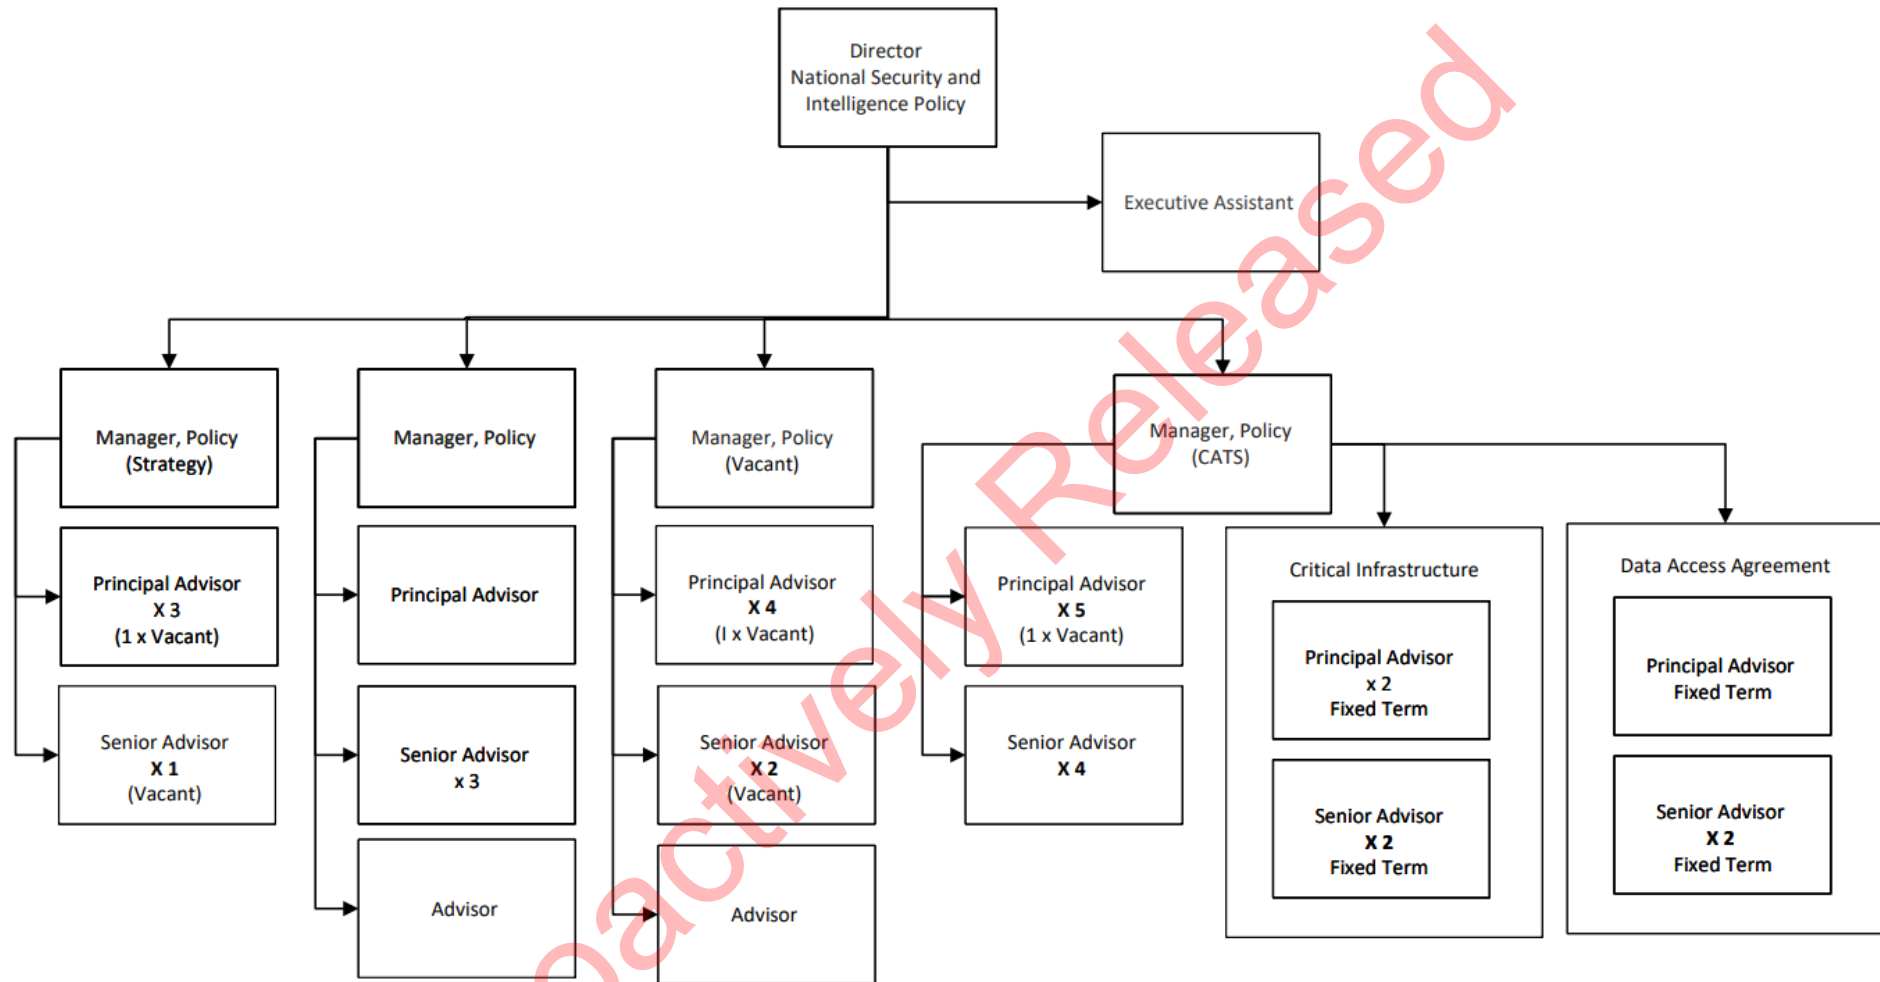 Director
National Security and
Intelligence Policy
Executive Assistant
Manager, Policy
(Strategy)
Manager, Policy
Manager, Policy
(Vacant)
Manager, Policy
(CATS)
Principal Advisor
X 3
(1 x Vacant)
Principal Advisor
Principal Advisor
X 4
(I x Vacant)
Principal Advisor
X 5
(1 x Vacant)
Critical Infrastructure
Principal Advisor
x 2
Fixed Term
Data Access Agreement
Principal Advisor
Fixed Term
Senior Advisor
X 1
(Vacant)
Senior Advisor
x 3
Senior Advisor
X 2
(Vacant)
Senior Advisor
X 4
Senior Advisor
X 2
Fixed Term
Senior Advisor
X 2
Fixed Term
Advisor
Advisor
oactively Released